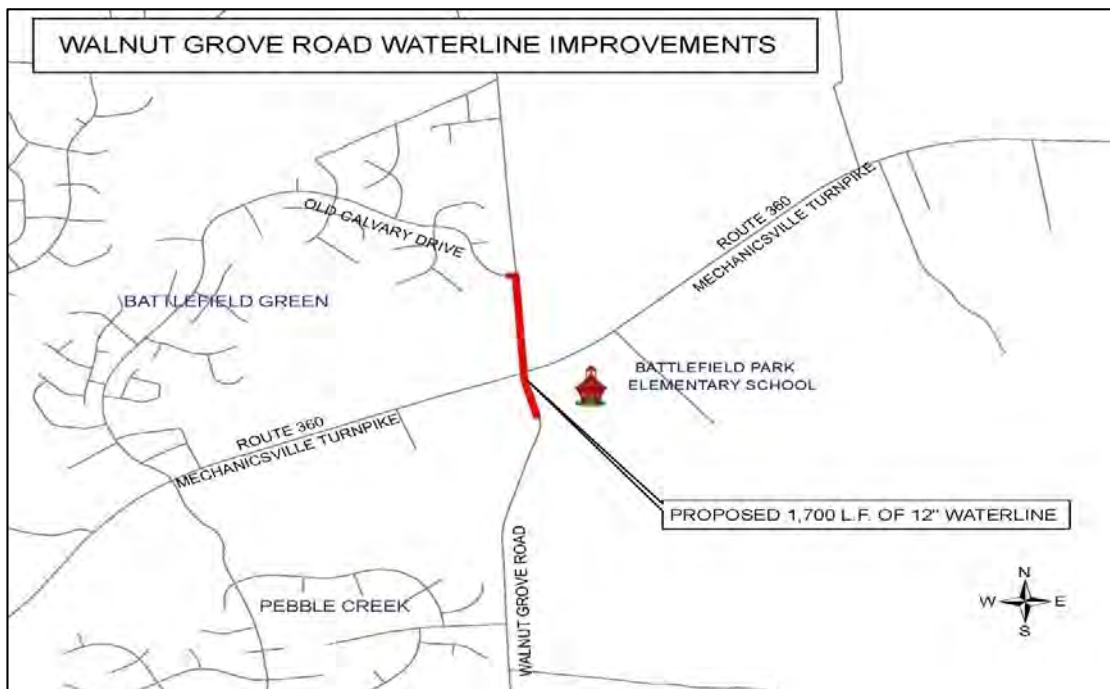 WALNUT GROVE ROAD WATERLINE IMPROVEMENTS
OLD CALVARY DRIVE
ROUTE 360
MECHANICSVILLE TURNPIKE
BATTLEFIELD GREEN
BATTLEFIELD PARK
ELEMENTARY SCHOOL
ROUTE 360
MECHANICSVILLE TURNPIKE
PROPOSED 1,700 L.F. OF 12" WATERLINE
WALNUT GROVE ROAD
PEBBLE CREEK
N
W E
S